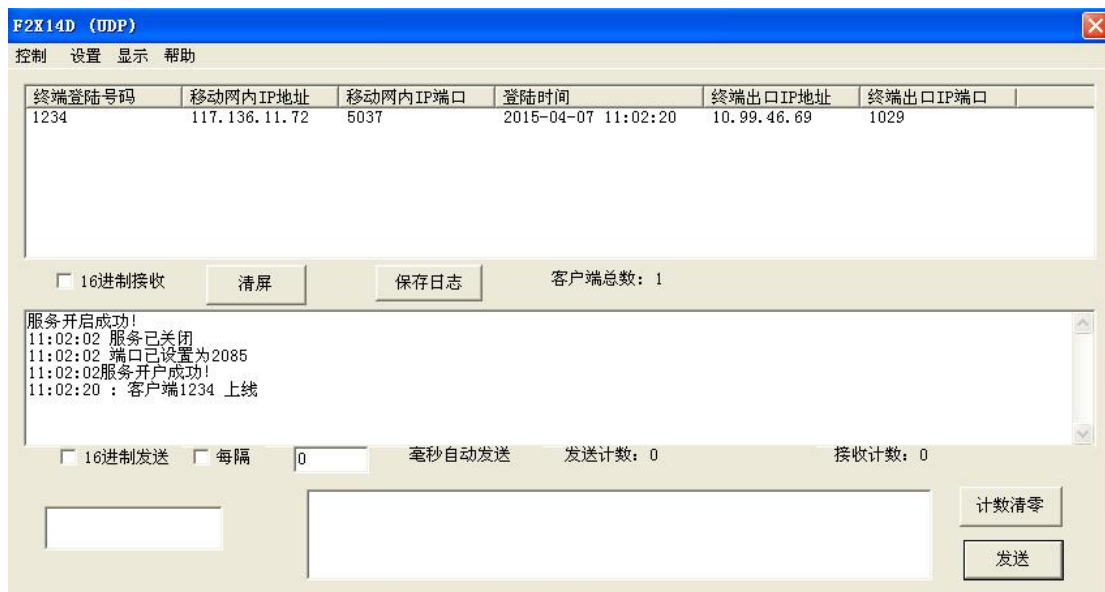 F2X14D (UDP)
控制 设置 显示 帮助
终端登陆号码 移动网内IP地址 移动网内IP端口 登陆时间 终端出口IP地址 终端出口IP端口
1234 117.136.11.72 5037 2015-04-07 11:02:20 10.99.46.69 1029
16进制接收 清屏 保存日志 客户端总数: 1
服务开启成功!
11:02:02 服务已关闭
11:02:02 端口已设置为2085
11:02:02服务开户成功!
11:02:20 : 客户端1234 上线
16进制发送 每隔 0 毫秒自动发送 发送计数: 0 接收计数: 0
计数清零
发送